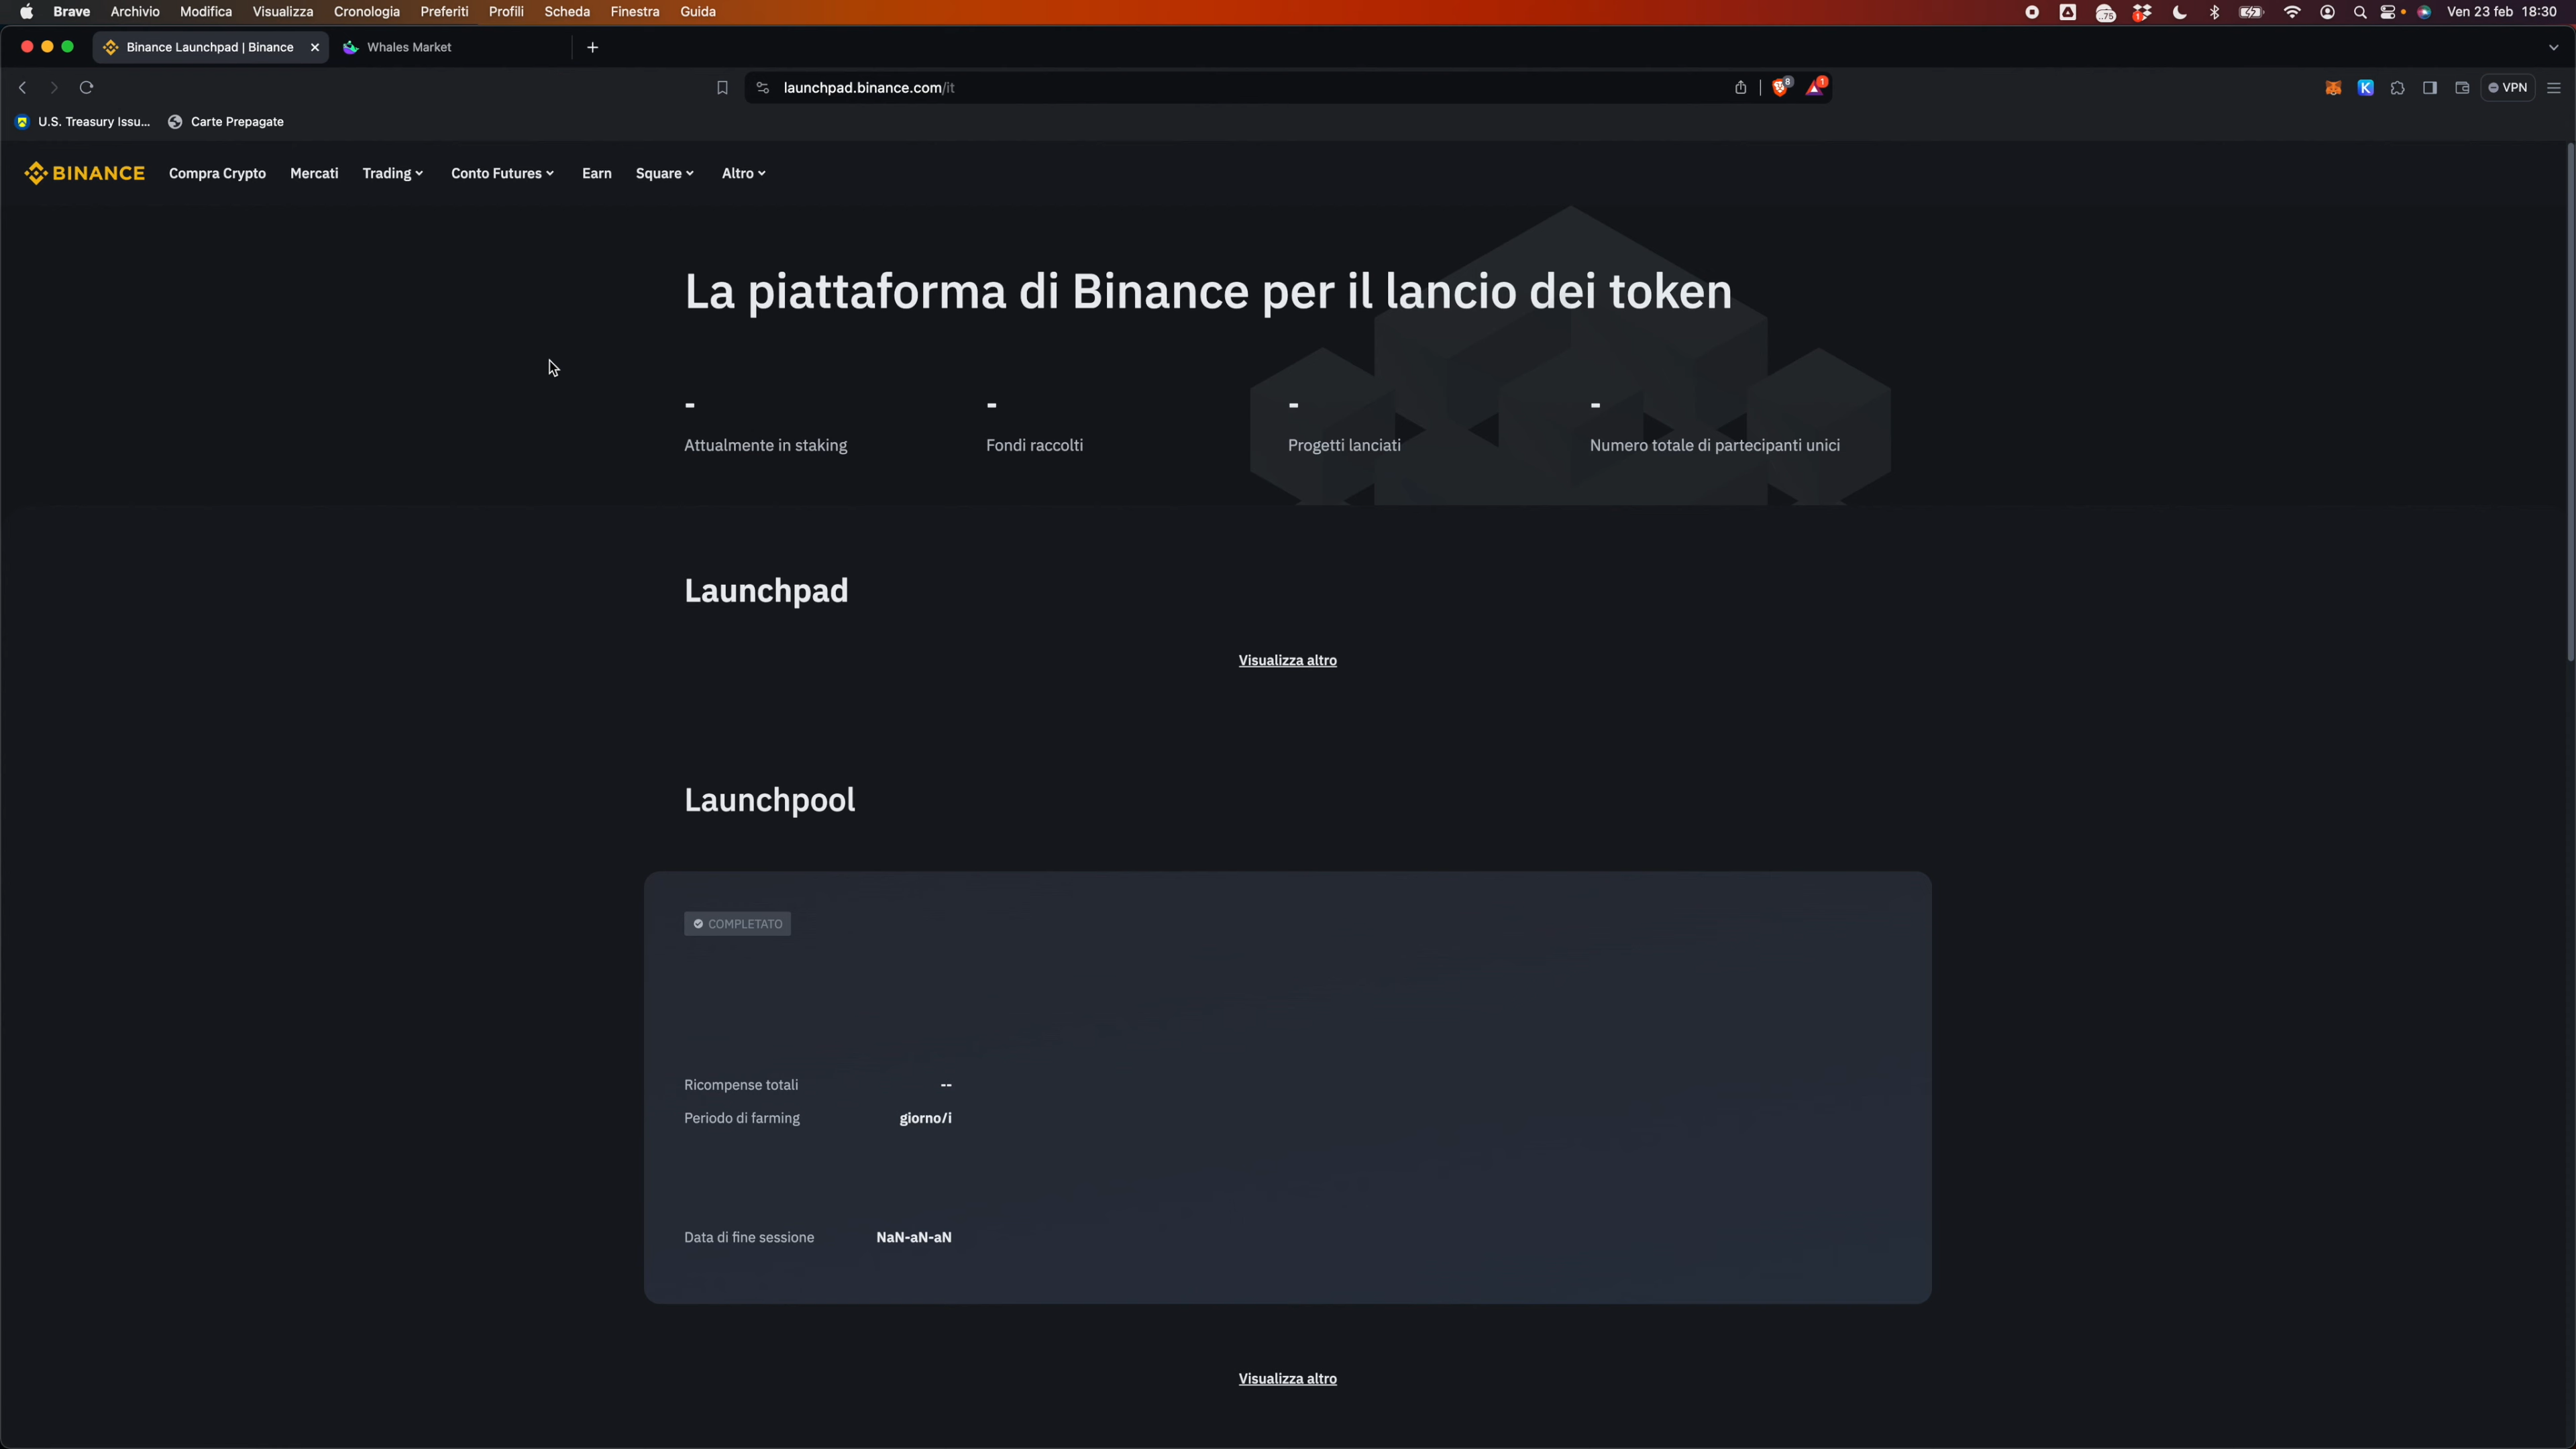 Brave Archivio Modifica Visualizza Cronologia Preferiti Profili Scheda Finestra Guida .75 1 Ven 23 feb 18:30
Binance Launchpad | Binance Whales Market
launchpad.binance.com/it 8 1 K VPN
U.S. Treasury Issu... Carte Prepagate
BINANCE Compra Crypto Mercati Trading Conto Futures Earn Square Altro
La piattaforma di Binance per il lancio dei token
- - - -
Attualmente in staking Fondi raccolti Progetti lanciati Numero totale di partecipanti unici
Launchpad
Visualizza altro
Launchpool
COMPLETATO
Ricompense totali --
Periodo di farming giorno/i
Data di fine sessione NaN-aN-aN
Visualizza altro